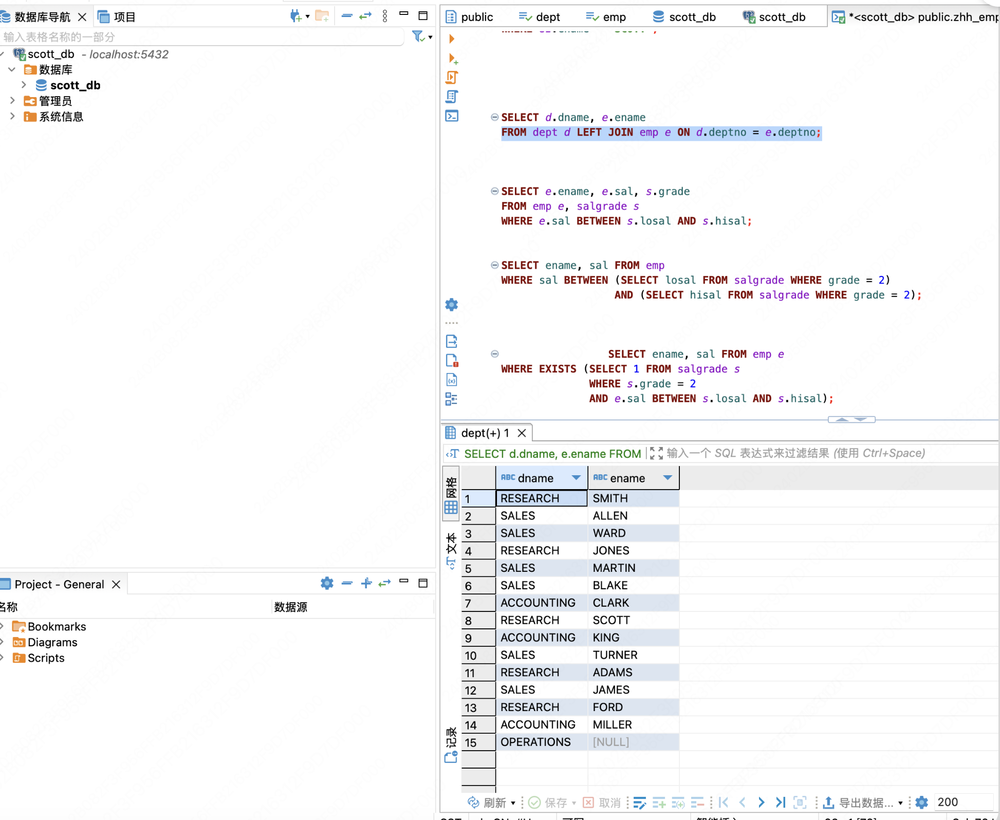 数据库导航
项目
输入表格名称的一部分
scott_db - localhost:5432
数据库
scott_db
管理员
系统信息
Project - General
名称
数据源
Bookmarks
Diagrams
Scripts
public
dept
emp
scott_db
scott_db
*<scott_db> public.zhh_emp
SELECT d.dname, e.ename
FROM dept d LEFT JOIN emp e ON d.deptno = e.deptno;
SELECT e.ename, e.sal, s.grade
FROM emp e, salgrade s
WHERE e.sal BETWEEN s.losal AND s.hisal;
SELECT ename, sal FROM emp
WHERE sal BETWEEN (SELECT losal FROM salgrade WHERE grade = 2)
AND (SELECT hisal FROM salgrade WHERE grade = 2);
SELECT ename, sal FROM emp e
WHERE EXISTS (SELECT 1 FROM salgrade s
WHERE s.grade = 2
AND e.sal BETWEEN s.losal AND s.hisal);
dept(+) 1
SELECT d.dname, e.ename FROM
输入一个 SQL 表达式来过滤结果 (使用 Ctrl+Space)
网格
文本
记录
ABC dname ABC ename
1 RESEARCH SMITH
2 SALES ALLEN
3 SALES WARD
4 RESEARCH JONES
5 SALES MARTIN
6 SALES BLAKE
7 ACCOUNTING CLARK
8 RESEARCH SCOTT
9 ACCOUNTING KING
10 SALES TURNER
11 RESEARCH ADAMS
12 SALES JAMES
13 RESEARCH FORD
14 ACCOUNTING MILLER
15 OPERATIONS [NULL]
刷新 保存 取消 导出数据... 200